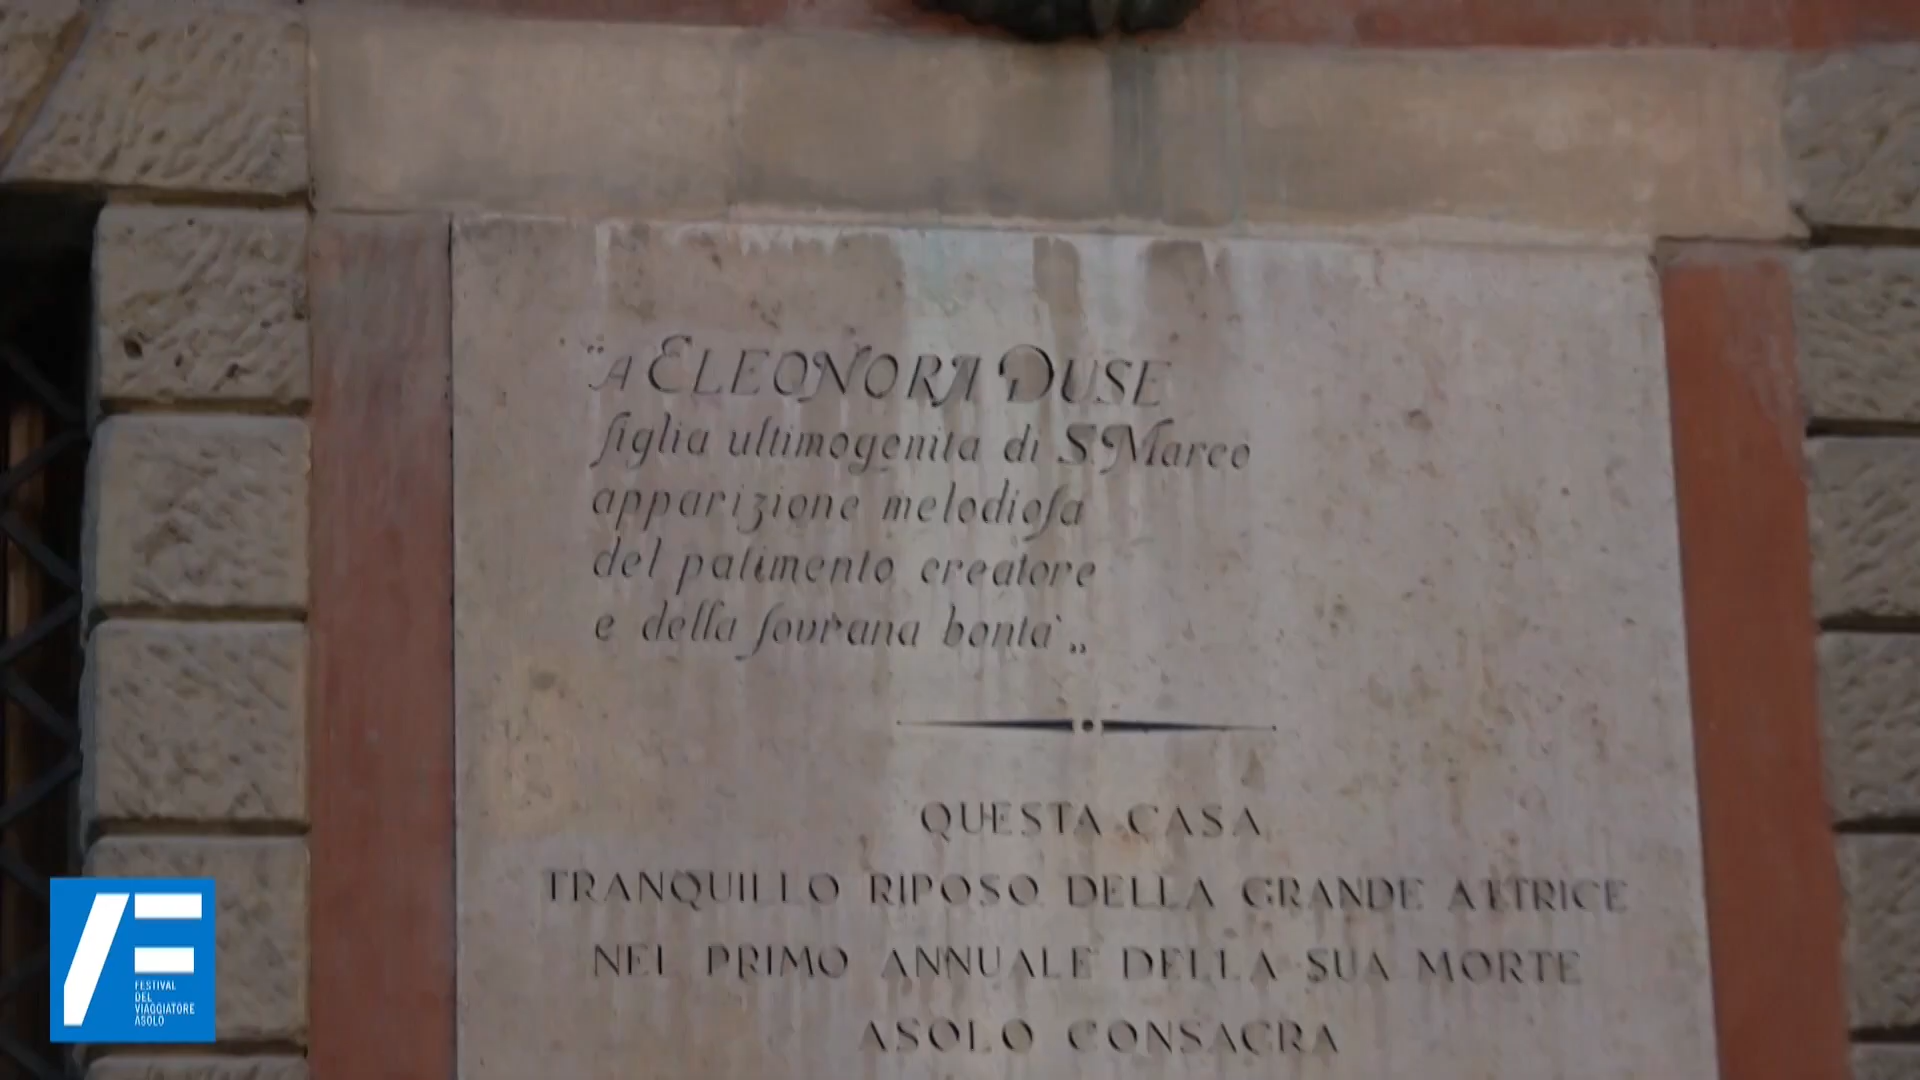 “A ELEONORA DUSE
figlia ultimogenita di S. Marco
apparizione melodioſa
del patimento creatore
e della ſovrana bontà„
QUESTA CASA
TRANQUILLO RIPOSO DELLA GRANDE ATTRICE
NEL PRIMO ANNUALE DELLA SUA MORTE
ASOLO CONSACRA
FESTIVAL
DEL
VIAGGIATORE
ASOLO